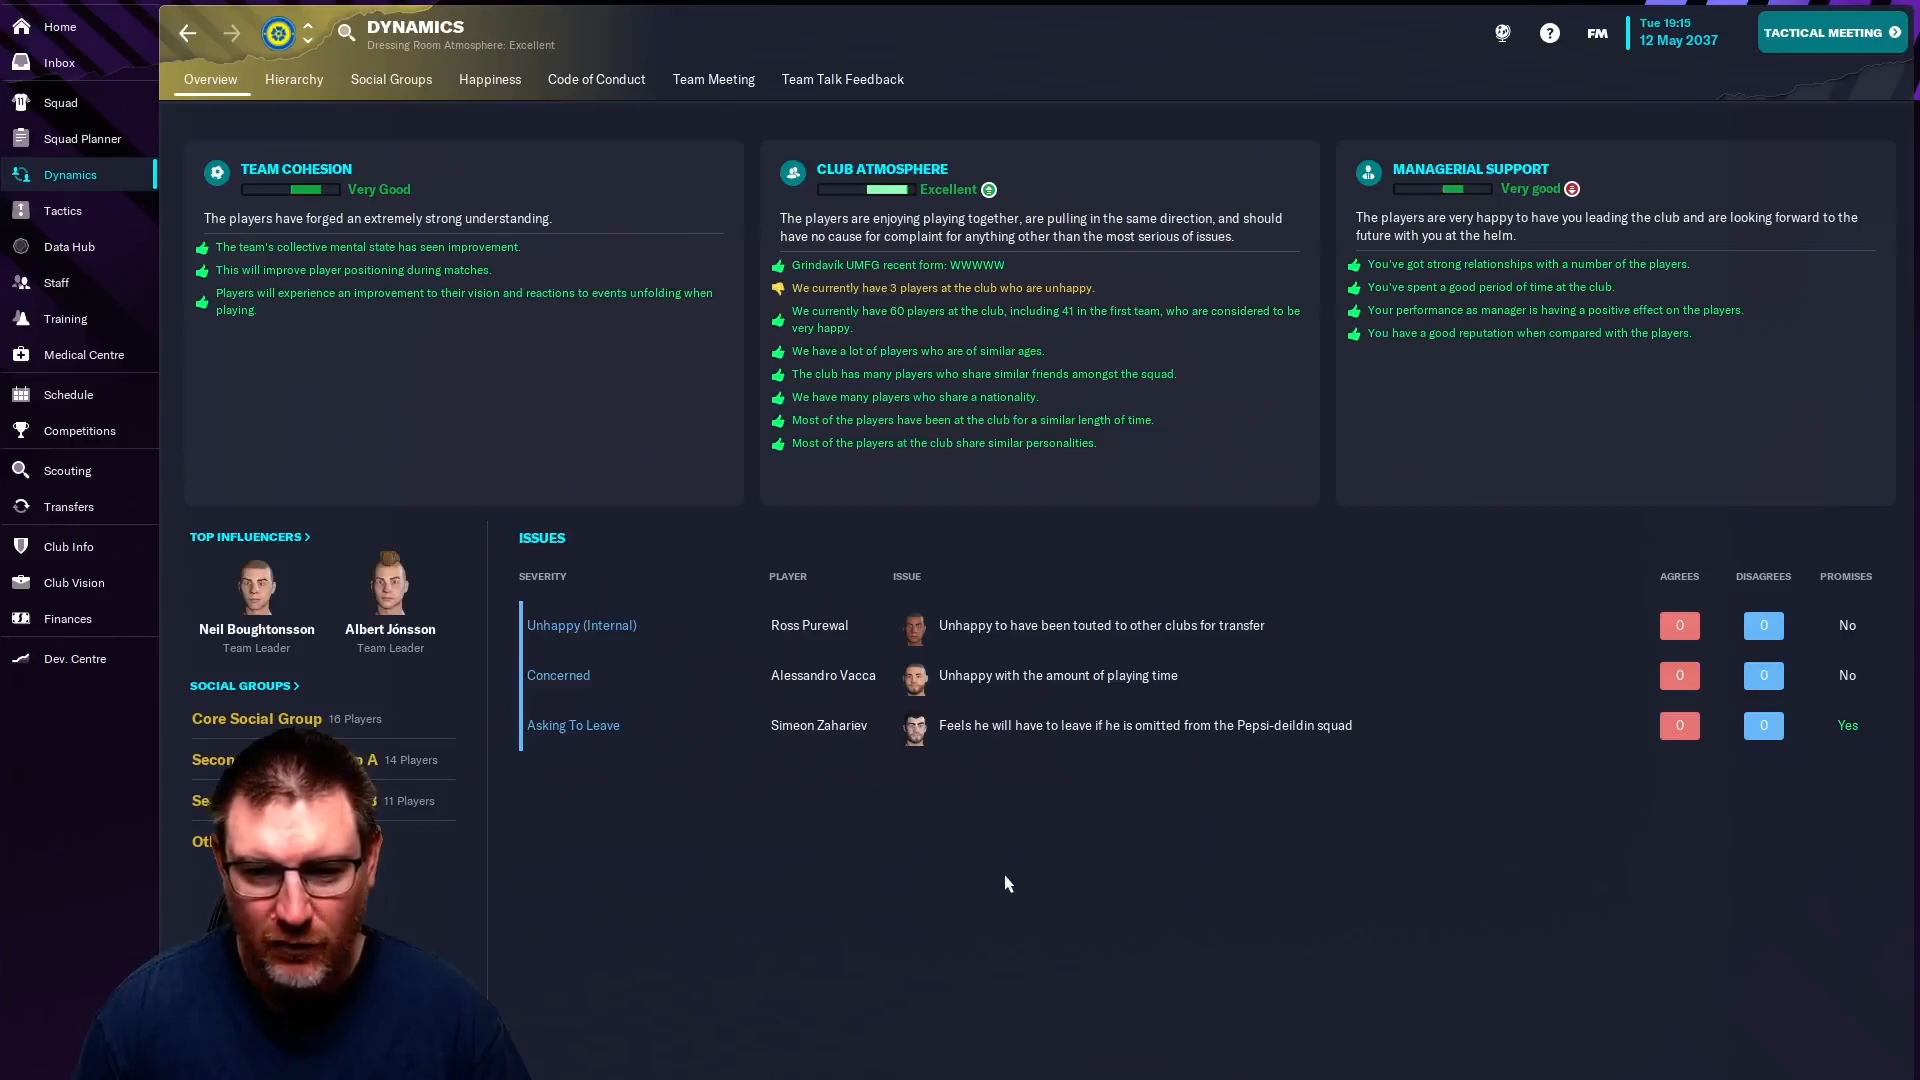 Home
Inbox
Squad
Squad Planner
Dynamics
Tactics
Data Hub
Staff
Training
Medical Centre
Schedule
Competitions
Scouting
Transfers
Club Info
Club Vision
Finances
Dev. Centre
DYNAMICS
Dressing Room Atmosphere: Excellent
FM
Tue 19:15
12 May 2037
TACTICAL MEETING
Overview Hierarchy Social Groups Happiness Code of Conduct Team Meeting Team Talk Feedback
TEAM COHESION
Very Good
The players have forged an extremely strong understanding.
The team's collective mental state has seen improvement.
This will improve player positioning during matches.
Players will experience an improvement to their vision and reactions to events unfolding when
playing.
CLUB ATMOSPHERE
Excellent
The players are enjoying playing together, are pulling in the same direction, and should
have no cause for complaint for anything other than the most serious of issues.
Grindavík UMFG recent form: WWWWW
We currently have 3 players at the club who are unhappy.
We currently have 60 players at the club, including 41 in the first team, who are considered to be
very happy.
We have a lot of players who are of similar ages.
The club has many players who share similar friends amongst the squad.
We have many players who share a nationality.
Most of the players have been at the club for a similar length of time.
Most of the players at the club share similar personalities.
MANAGERIAL SUPPORT
Very good
The players are very happy to have you leading the club and are looking forward to the
future with you at the helm.
You've got strong relationships with a number of the players.
You've spent a good period of time at the club.
Your performance as manager is having a positive effect on the players.
You have a good reputation when compared with the players.
TOP INFLUENCERS >
Neil Boughtonsson
Team Leader
Albert Jónsson
Team Leader
SOCIAL GROUPS >
Core Social Group 16 Players
A 14 Players
11 Players
ISSUES
SEVERITY PLAYER ISSUE AGREES DISAGREES PROMISES
Unhappy (Internal) Ross Purewal Unhappy to have been touted to other clubs for transfer 0 0 No
Concerned Alessandro Vacca Unhappy with the amount of playing time 0 0 No
Asking To Leave Simeon Zahariev Feels he will have to leave if he is omitted from the Pepsi-deildin squad 0 0 Yes